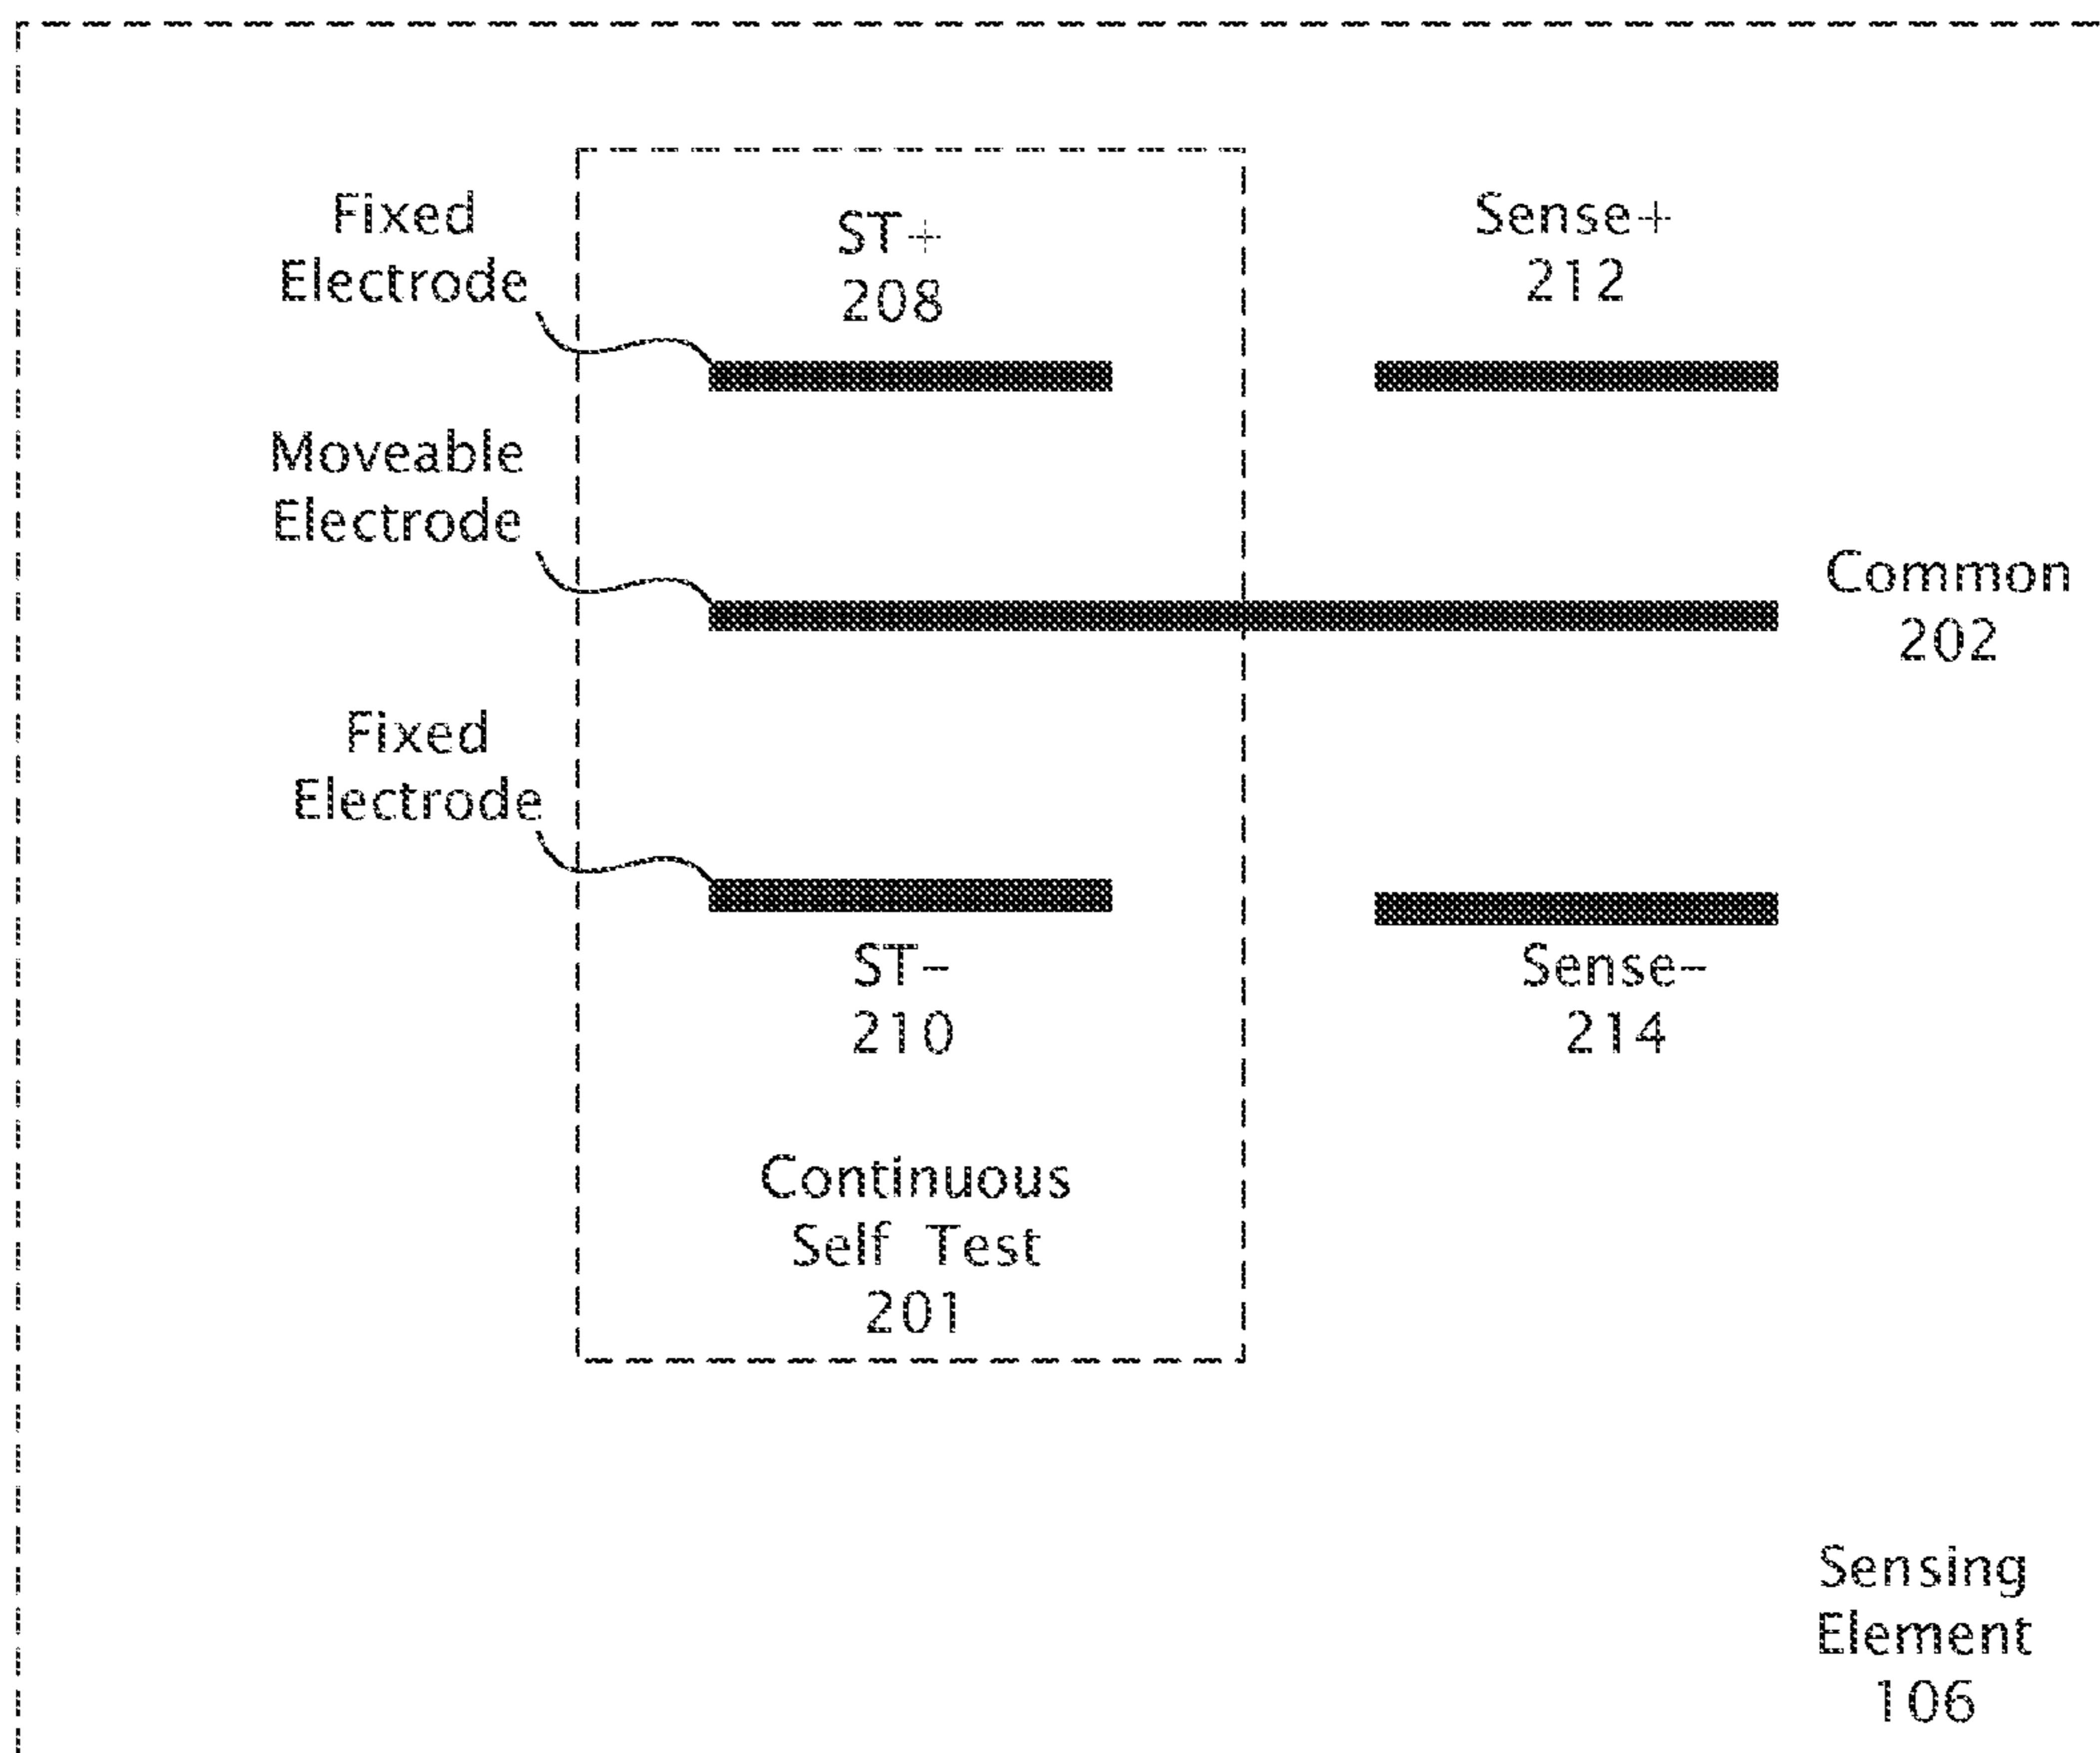 Fixed
Electrode
ST+
208
Sense+
212
Moveable
Electrode
Common
202
Fixed
Electrode
ST-
210
Sense-
214
Continuous
Self Test
201
Sensing
Element
106